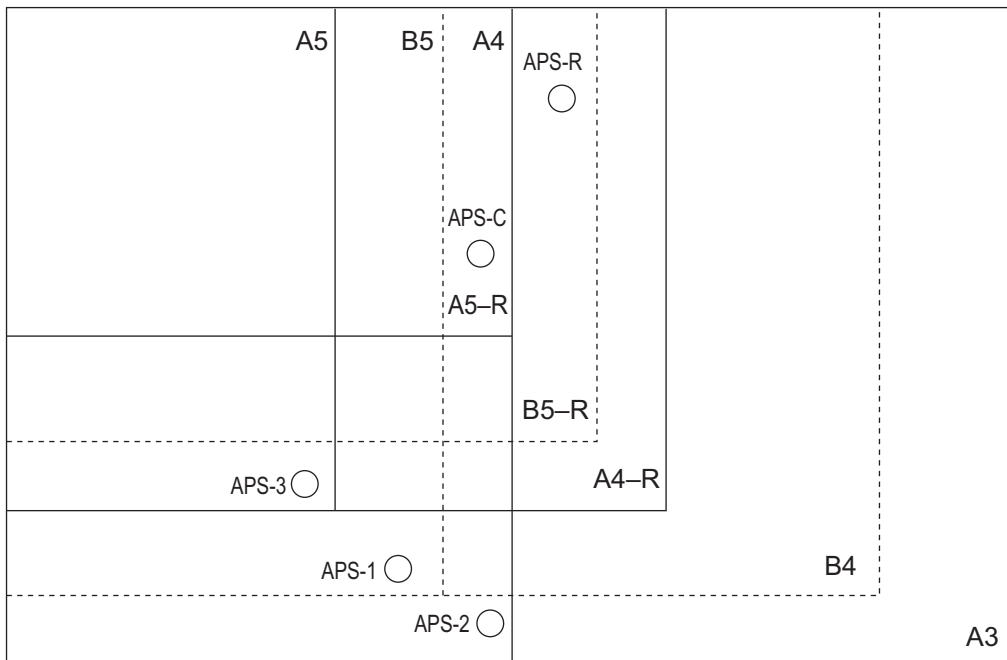 A5
B5
A4
APS-R
APS-C
A5–R
B5–R
A4–R
APS-3
APS-1
B4
APS-2
A3